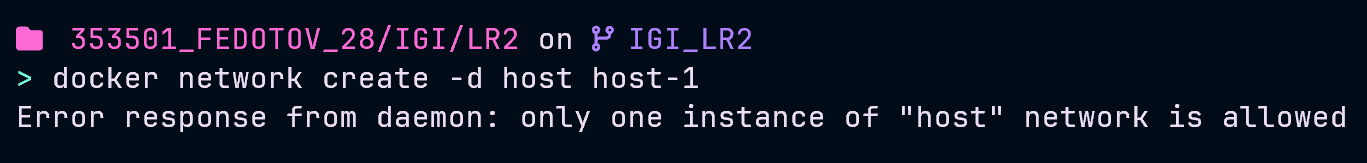 353501_FEDOTOV_28/IGI/LR2 on IGI_LR2
> docker network create -d host host-1
Error response from daemon: only one instance of "host" network is allowed